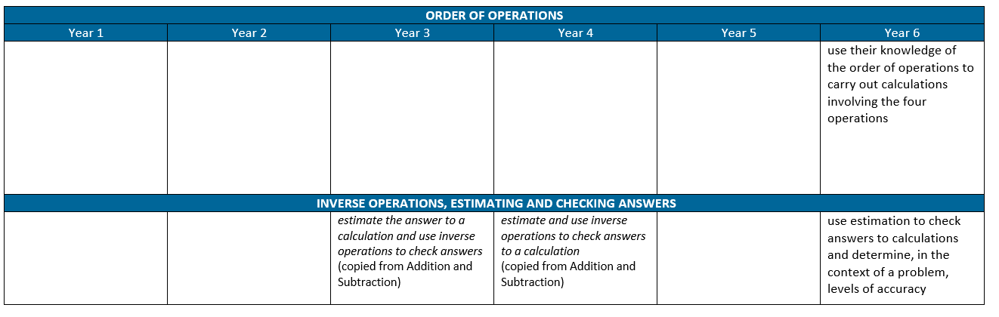 ORDER OF OPERATIONS
Year 1 Year 2 Year 3 Year 4 Year 5 Year 6
use their knowledge of
the order of operations to
carry out calculations
involving the four
operations
INVERSE OPERATIONS, ESTIMATING AND CHECKING ANSWERS
estimate the answer to a
calculation and use inverse
operations to check answers
(copied from Addition and
Subtraction)
estimate and use inverse
operations to check answers
to a calculation
(copied from Addition and
Subtraction)
use estimation to check
answers to calculations
and determine, in the
context of a problem,
levels of accuracy